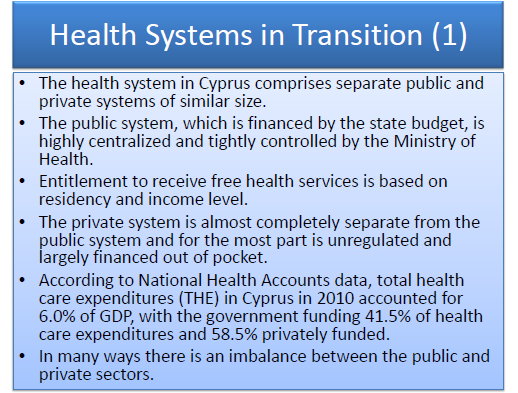 Health Systems in Transition (1)
• The health system in Cyprus comprises separate public and
private systems of similar size.
• The public system, which is financed by the state budget, is
highly centralized and tightly controlled by the Ministry of
Health.
• Entitlement to receive free health services is based on
residency and income level.
• The private system is almost completely separate from the
public system and for the most part is unregulated and
largely financed out of pocket.
• According to National Health Accounts data, total health
care expenditures (THE) in Cyprus in 2010 accounted for
6.0% of GDP, with the government funding 41.5% of health
care expenditures and 58.5% privately funded.
• In many ways there is an imbalance between the public and
private sectors.